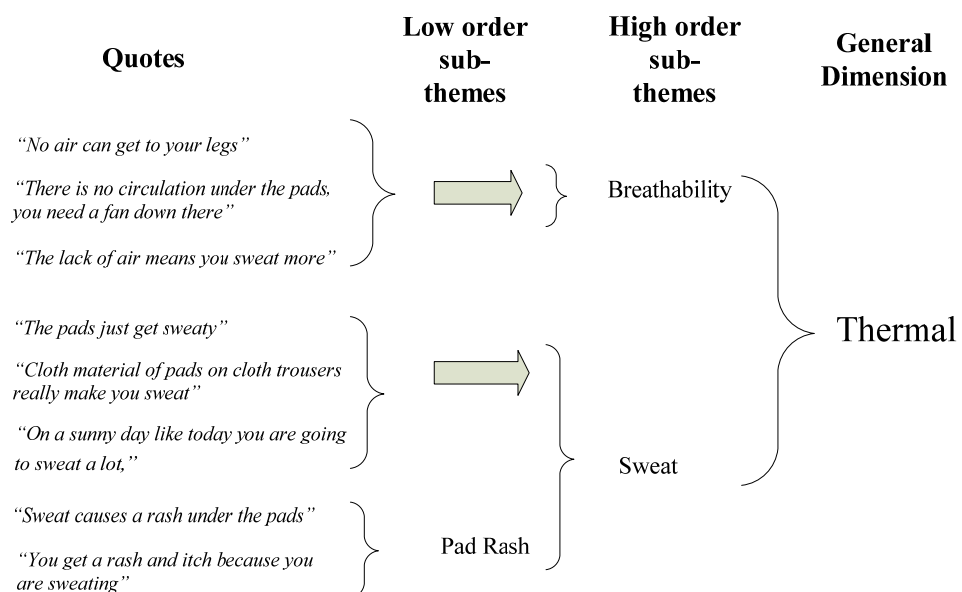 Quotes
Low order
sub-
themes
High order
sub-
themes
General
Dimension
“No air can get to your legs”
“There is no circulation under the pads,
you need a fan down there”
“The lack of air means you sweat more”
Breathability
“The pads just get sweaty”
“Cloth material of pads on cloth trousers
really make you sweat”
“On a sunny day like today you are going
to sweat a lot,”
Sweat
Thermal
“Sweat causes a rash under the pads”
“You get a rash and itch because you
are sweating”
Pad Rash